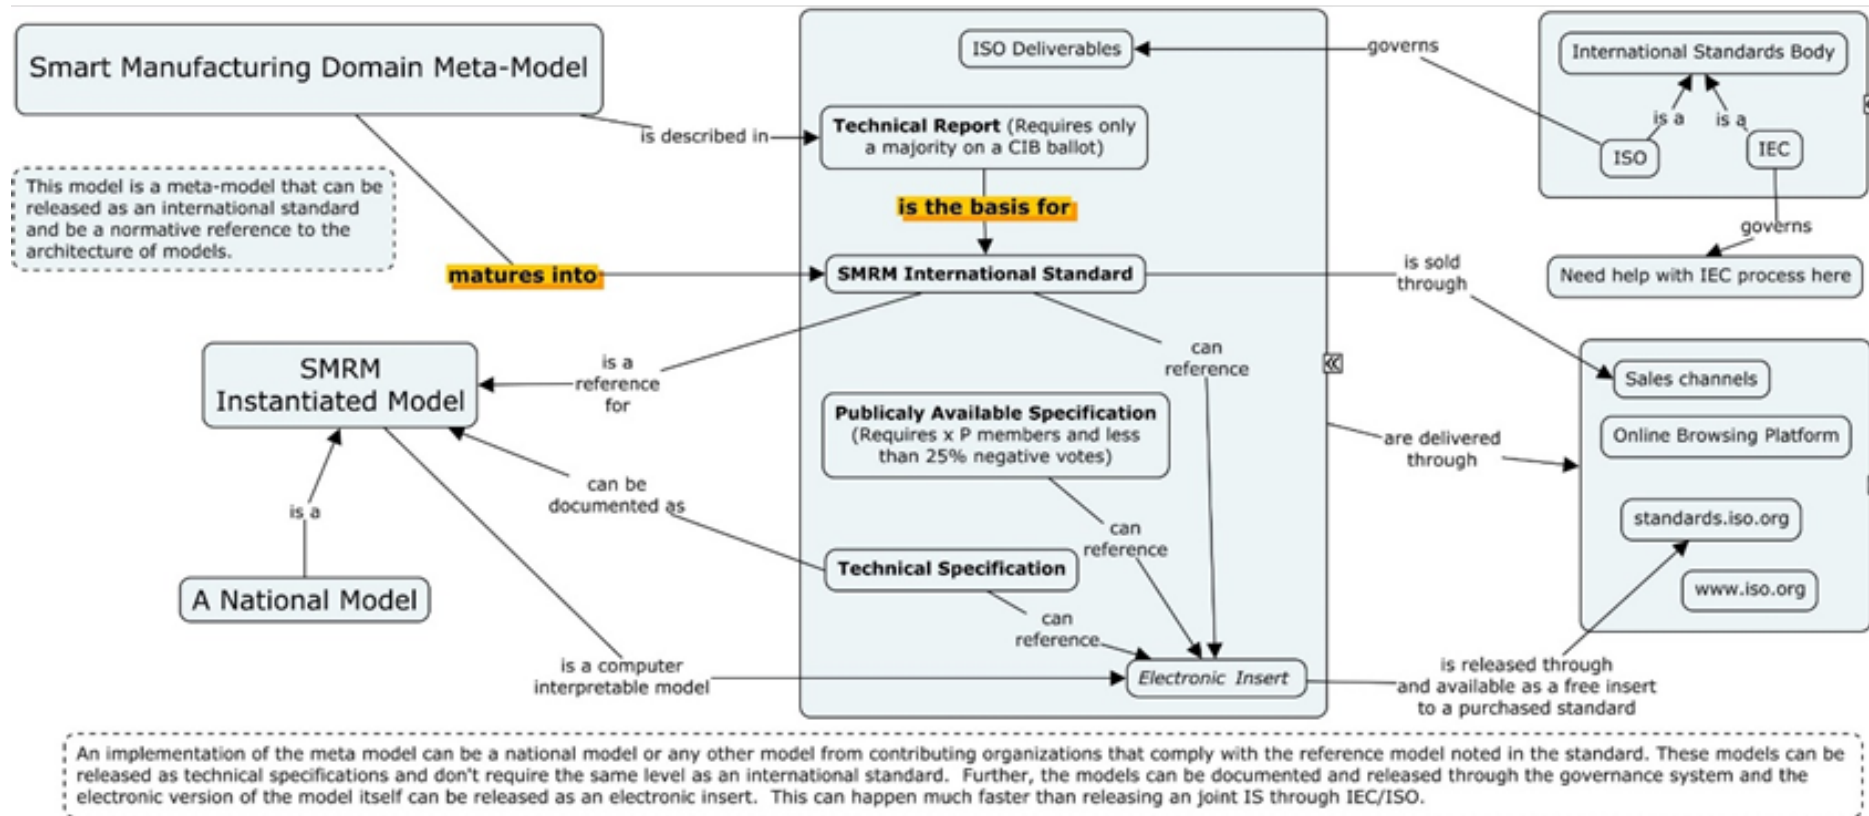 Smart Manufacturing Domain Meta-Model
is described in
This model is a meta-model that can be
released as an international standard
and be a normative reference to the
architecture of models.
matures into
ISO Deliverables
Technical Report (Requires only
a majority on a CIB ballot)
is the basis for
SMRM International Standard
governs
International Standards Body
is a
is a
ISO
IEC
governs
Need help with IEC process here
is sold
through
SMRM
Instantiated Model
is a
reference
for
can
reference
Publicaly Available Specification
(Requires x P members and less
than 25% negative votes)
Sales channels
Online Browsing Platform
are delivered
through
can be
documented as
is a
can
reference
standards.iso.org
Technical Specification
www.iso.org
A National Model
can
reference
is a computer
interpretable model
Electronic Insert
is released through
and available as a free insert
to a purchased standard
An implementation of the meta model can be a national model or any other model from contributing organizations that comply with the reference model noted in the standard. These models can be
released as technical specifications and don't require the same level as an international standard. Further, the models can be documented and released through the governance system and the
electronic version of the model itself can be released as an electronic insert. This can happen much faster than releasing an joint IS through IEC/ISO.